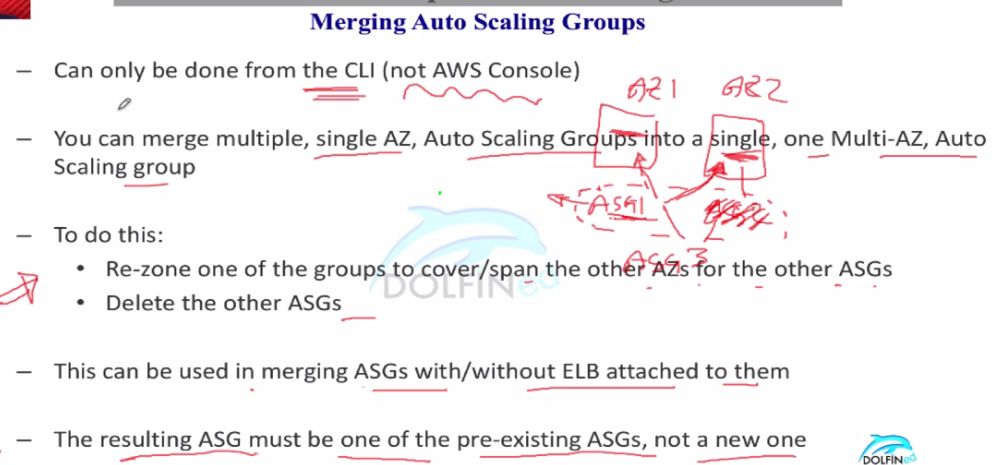 Merging Auto Scaling Groups
– Can only be done from the CLI (not AWS Console)
AZ1 AZ2
– You can merge multiple, single AZ, Auto Scaling Groups into a single, one Multi-AZ, Auto
Scaling group
ASG1
– To do this:
ASG3
• Re-zone one of the groups to cover/span the other AZs for the other ASGs
• Delete the other ASGs
DOLFINed
– This can be used in merging ASGs with/without ELB attached to them
– The resulting ASG must be one of the pre-existing ASGs, not a new one
DOLFINed